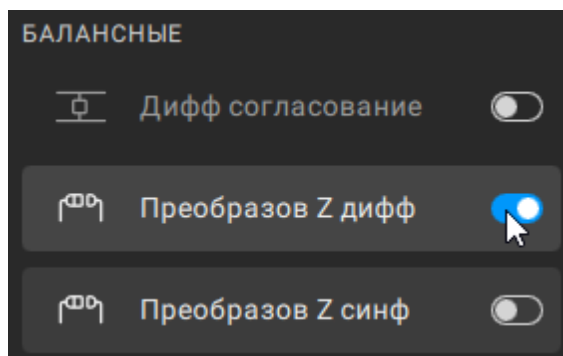 БАЛАНСНЫЕ
Дифф согласование
Преобразов Z дифф
Преобразов Z синф